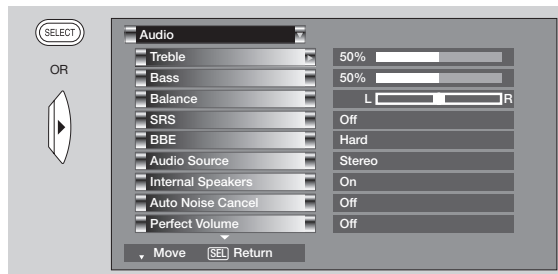 SELECT
OR
Audio
Treble 50%
Bass 50%
Balance L R
SRS Off
BBE Hard
Audio Source Stereo
Internal Speakers On
Auto Noise Cancel Off
Perfect Volume Off
Move SEL Return